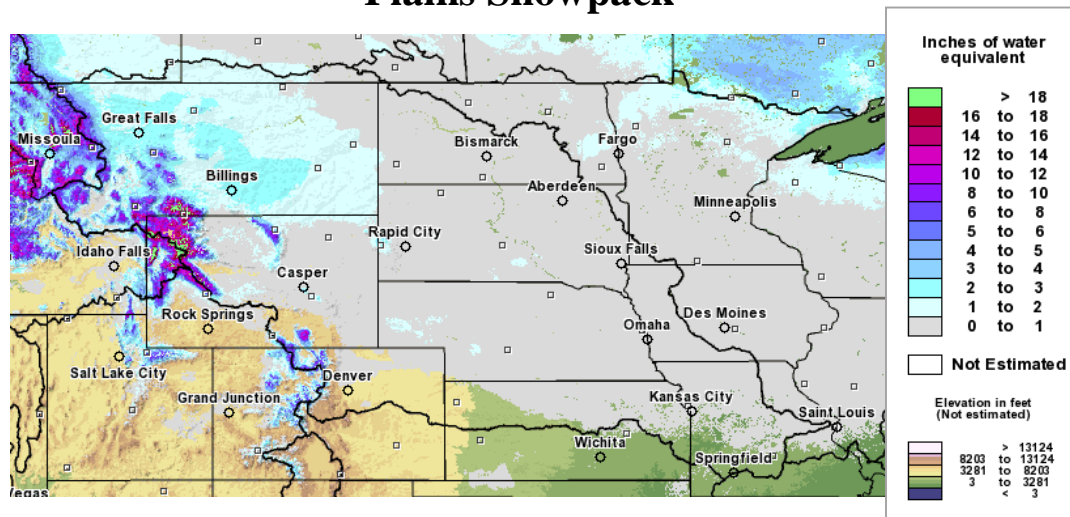 Plains Snowpack
Great Falls
Missoula
Billings
Bismarck
Fargo
Aberdeen
Minneapolis
Rapid City
Idaho Falls
Sioux Falls
Casper
Rock Springs
Des Moines
Omaha
Salt Lake City
Denver
Grand Junction
Kansas City
Saint Louis
Wichita
Springfield
Vegas
Inches of water
equivalent
> 18
16 to 18
14 to 16
12 to 14
10 to 12
8 to 10
6 to 8
5 to 6
4 to 5
3 to 4
2 to 3
1 to 2
0 to 1
Not Estimated
Elevation in feet
(Not estimated)
> 13124
8203 to 13124
3281 to 8203
3 to 3281
< 3